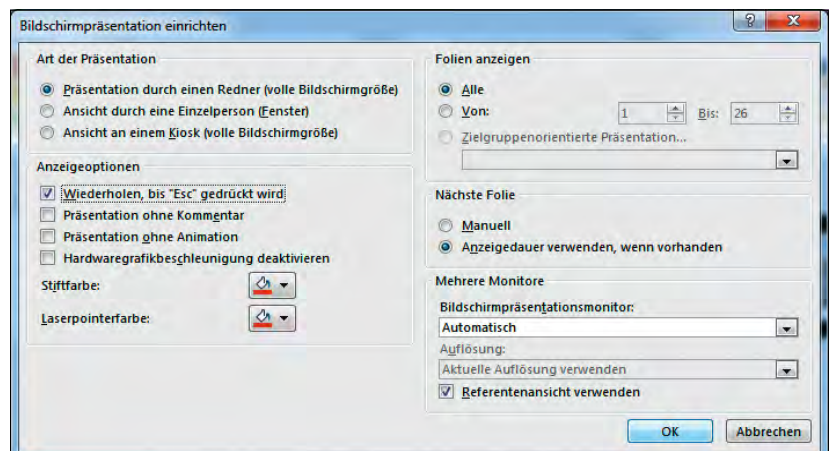 Bildschirmpräsentation einrichten
Art der Präsentation
Präsentation durch einen Redner (volle Bildschirmgröße)
Ansicht durch eine Einzelperson (Fenster)
Ansicht an einem Kiosk (volle Bildschirmgröße)
Anzeigeoptionen
Wiederholen, bis "Esc" gedrückt wird
Präsentation ohne Kommentar
Präsentation ohne Animation
Hardwaregrafikbeschleunigung deaktivieren
Stiftfarbe:
Laserpointerfarbe:
Folien anzeigen
Alle
Von: 1 Bis: 26
Zielgruppenorientierte Präsentation...
Nächste Folie
Manuell
Anzeigedauer verwenden, wenn vorhanden
Mehrere Monitore
Bildschirmpräsentationsmonitor:
Automatisch
Auflösung:
Aktuelle Auflösung verwenden
Referentenansicht verwenden
OK Abbrechen